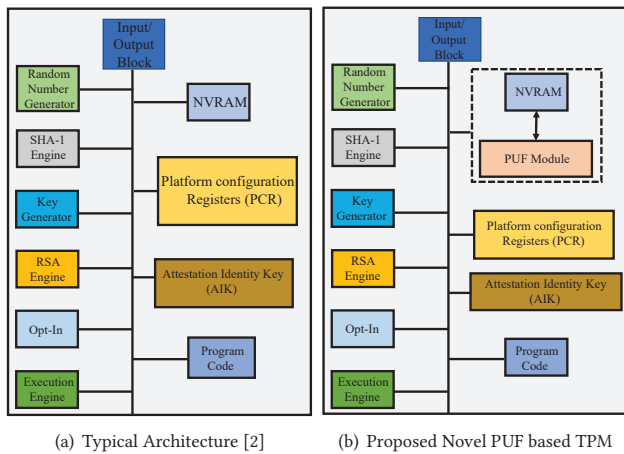 Input/
Output
Block
Random
Number
Generator
NVRAM
SHA-1
Engine
Platform configuration
Registers (PCR)
Key
Generator
RSA
Engine
Attestation Identity Key
(AIK)
Opt-In
Program
Code
Execution
Engine
(a) Typical Architecture [2]
Input/
Output
Block
Random
Number
Generator
NVRAM
SHA-1
Engine
PUF Module
Key
Generator
Platform configuration
Registers (PCR)
RSA
Engine
Attestation Identity Key
(AIK)
Opt-In
Program
Code
Execution
Engine
(b) Proposed Novel PUF based TPM